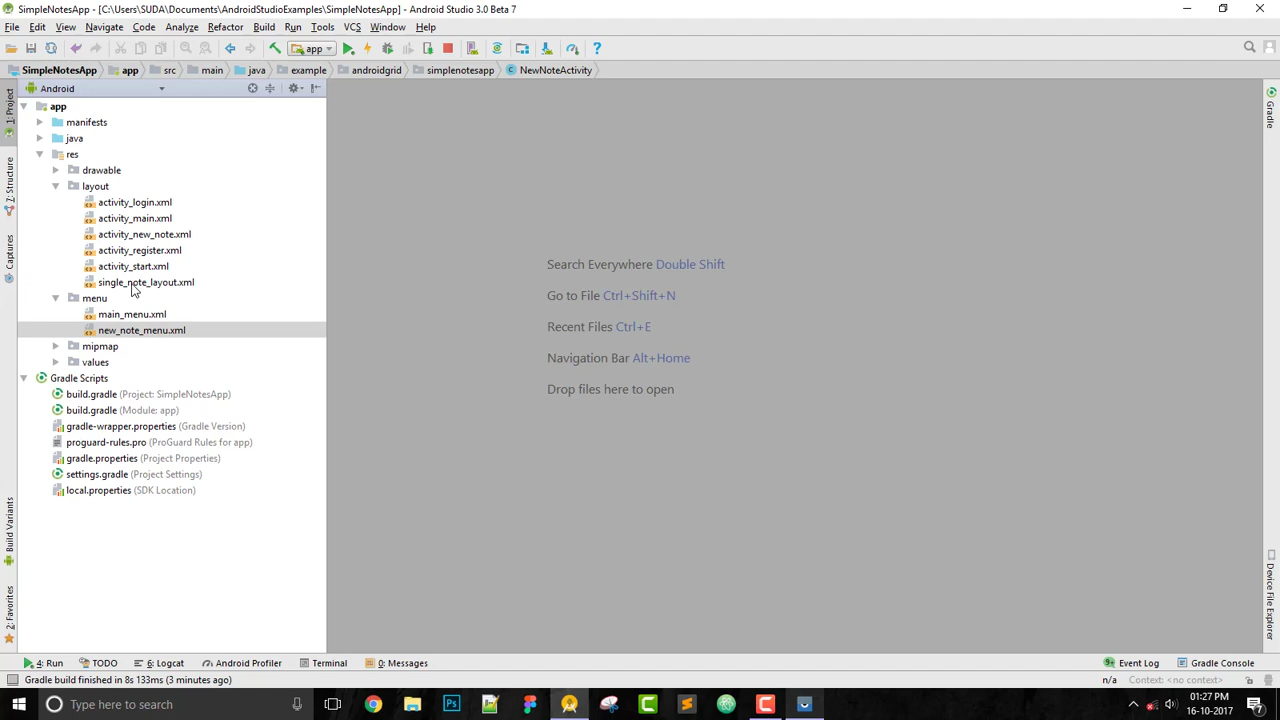 SimpleNotesApp - [C:\Users\SUDA\Documents\AndroidStudioExamples\SimpleNotesApp] - Android Studio 3.0 Beta 7
File Edit View Navigate Code Analyze Refactor Build Run Tools VCS Window Help
app
SimpleNotesApp app src main java example androidgrid simplenotesapp NewNoteActivity
Android
1: Project
Z: Structure
Captures
Build Variants
2: Favorites
app
manifests
java
res
drawable
layout
activity_login.xml
activity_main.xml
activity_new_note.xml
activity_register.xml
activity_start.xml
single_note_layout.xml
menu
main_menu.xml
new_note_menu.xml
mipmap
values
Gradle Scripts
build.gradle (Project: SimpleNotesApp)
build.gradle (Module: app)
gradle-wrapper.properties (Gradle Version)
proguard-rules.pro (ProGuard Rules for app)
gradle.properties (Project Properties)
settings.gradle (Project Settings)
local.properties (SDK Location)
Search Everywhere Double Shift
Go to File Ctrl+Shift+N
Recent Files Ctrl+E
Navigation Bar Alt+Home
Drop files here to open
Gradle
Device File Explorer
4: Run TODO 6: Logcat Android Profiler Terminal 0: Messages Event Log Gradle Console
Gradle build finished in 8s 133ms (3 minutes ago) n/a Context: <no context>
Type here to search
01:27 PM
16-10-2017